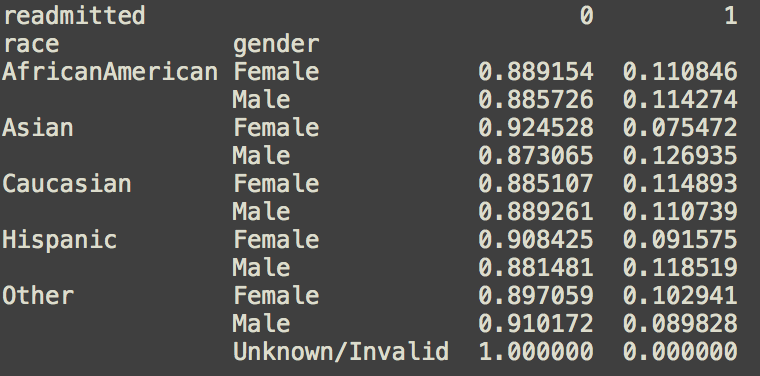 readmitted 0 1
race gender
AfricanAmerican Female 0.889154 0.110846
Male 0.885726 0.114274
Asian Female 0.924528 0.075472
Male 0.873065 0.126935
Caucasian Female 0.885107 0.114893
Male 0.889261 0.110739
Hispanic Female 0.908425 0.091575
Male 0.881481 0.118519
Other Female 0.897059 0.102941
Male 0.910172 0.089828
Unknown/Invalid 1.000000 0.000000